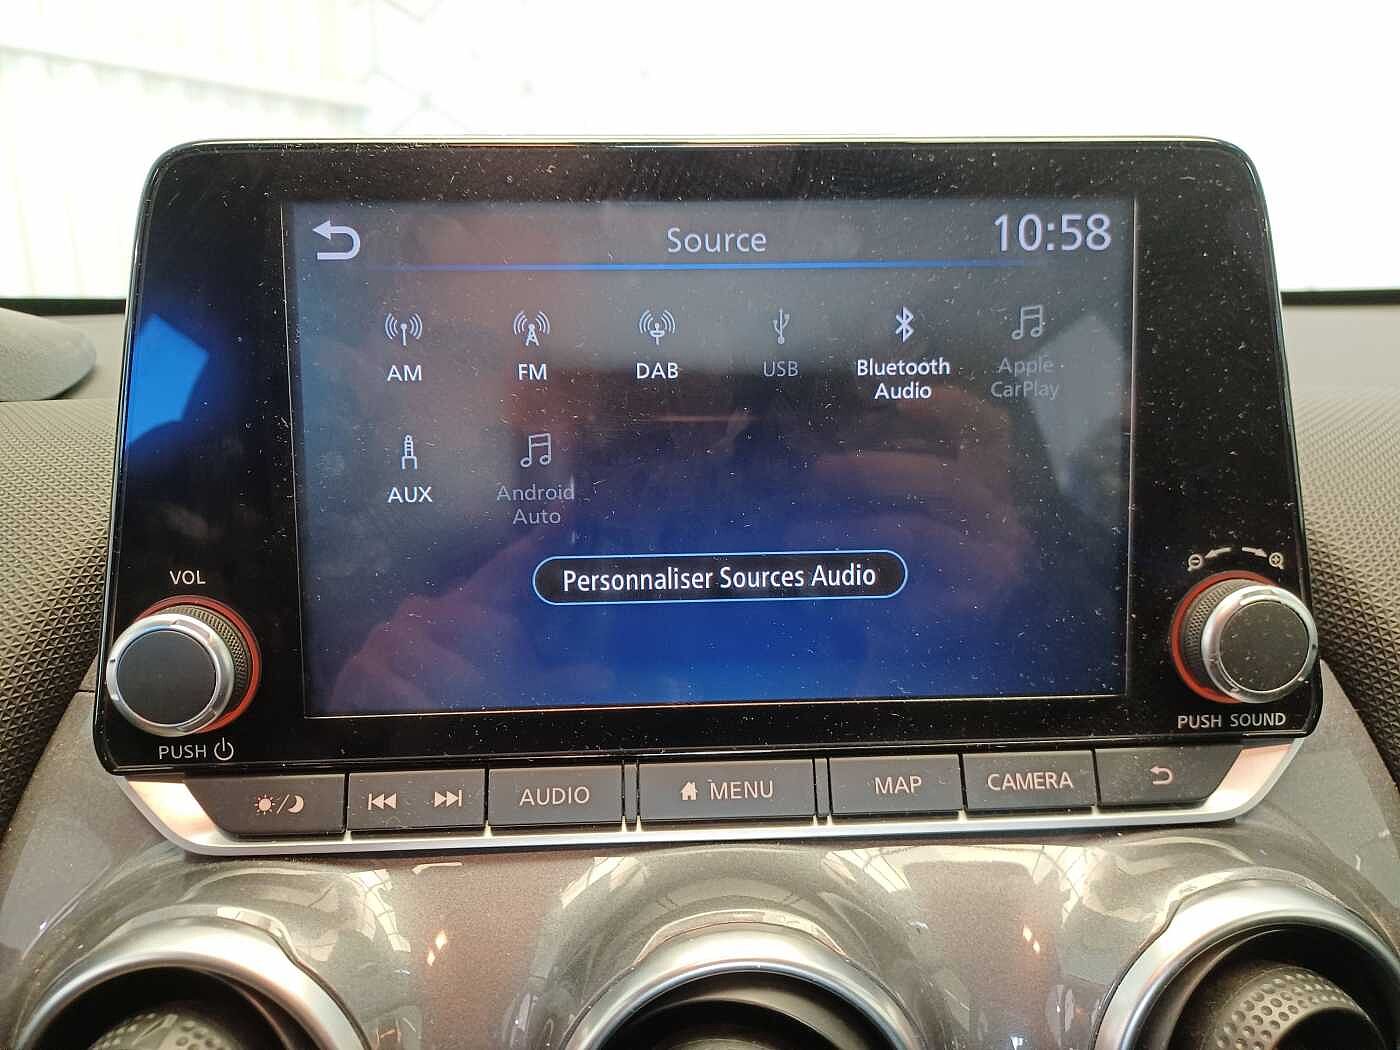 Source
10:58
AM
FM
DAB
USB
Bluetooth
Audio
Apple
CarPlay
AUX
Android
Auto
Personnaliser Sources Audio
VOL
PUSH
PUSH SOUND
AUDIO
MENU
MAP
CAMERA